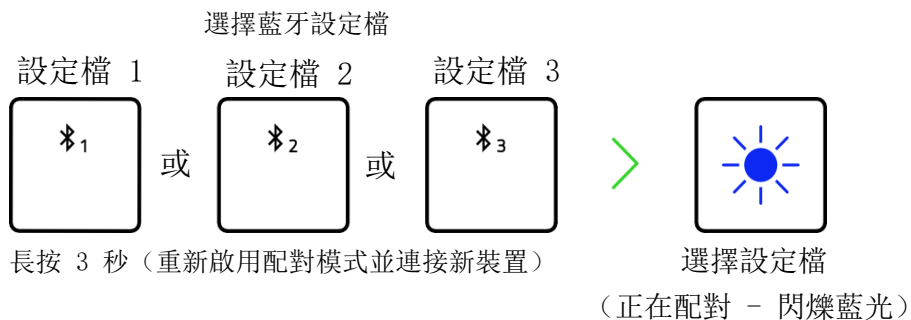 選擇藍牙設定檔
設定檔 1 設定檔 2 設定檔 3
1 或 2 或 3
長按 3 秒（重新啟用配對模式並連接新裝置）
選擇設定檔
（正在配對 - 閃爍藍光）